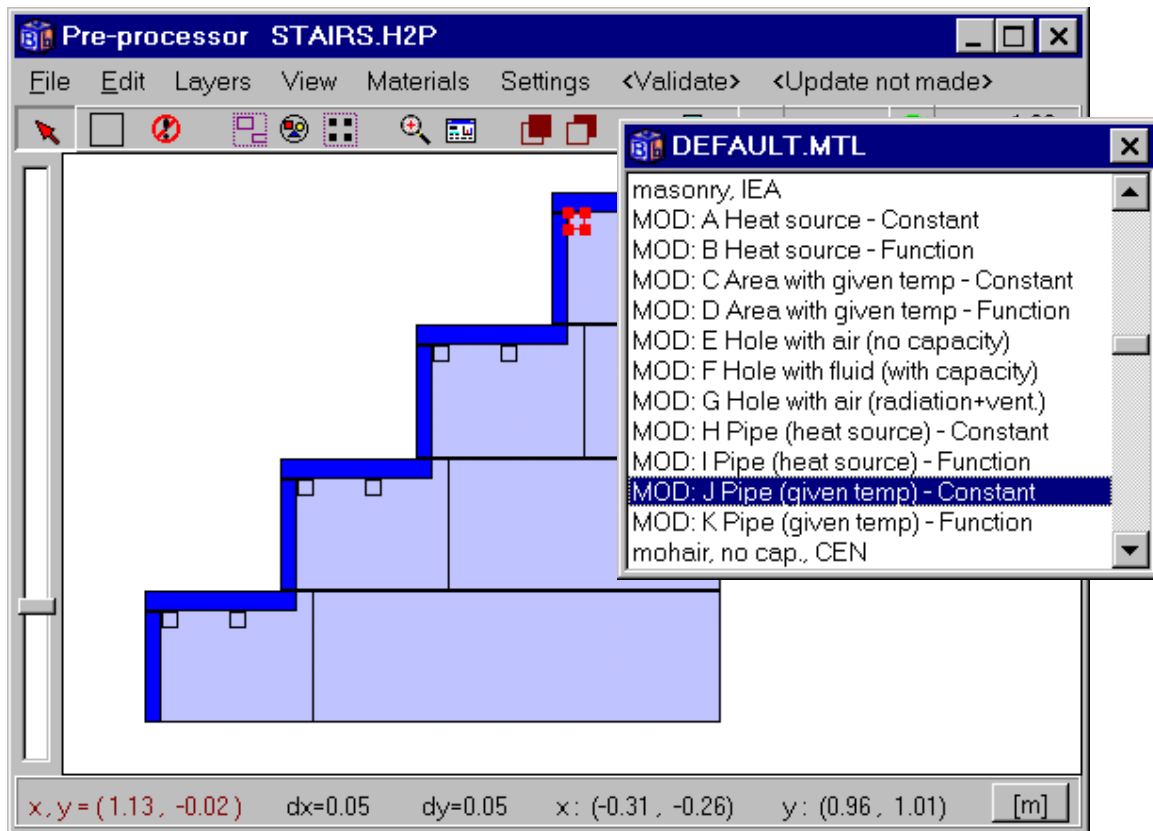 Pre-processor STAIRS.H2P
File Edit Layers View Materials Settings <Validate> <Update not made>
DEFAULT.MTL
masonry, IEA
MOD: A Heat source - Constant
MOD: B Heat source - Function
MOD: C Area with given temp - Constant
MOD: D Area with given temp - Function
MOD: E Hole with air (no capacity)
MOD: F Hole with fluid (with capacity)
MOD: G Hole with air (radiation+vent.)
MOD: H Pipe (heat source) - Constant
MOD: I Pipe (heat source) - Function
MOD: J Pipe (given temp) - Constant
MOD: K Pipe (given temp) - Function
mohair, no cap., CEN
x, y = (1.13, -0.02) dx=0.05 dy=0.05 x: (-0.31, -0.26) y: (0.96, 1.01) [m]